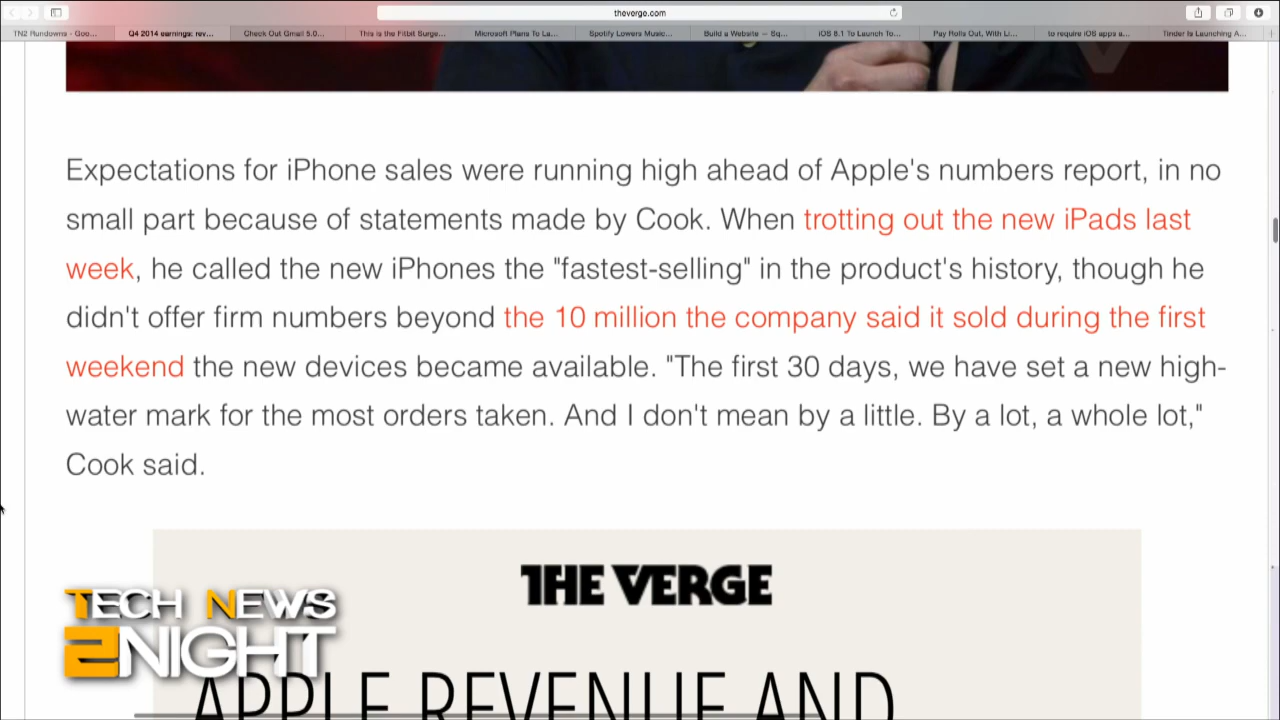 theverge.com
TN2 Rundowns - Goo...
Q4 2014 earnings: rev...
Check Out Gmail 5.0...
This is the Fitbit Surge...
Microsoft Plans To La...
Spotify Lowers Music...
Build a Website — Sq...
iOS 8.1 To Launch To...
Pay Rolls Out, With Li...
to require iOS apps a...
Tinder Is Launching A...
Expectations for iPhone sales were running high ahead of Apple's numbers report, in no
small part because of statements made by Cook. When trotting out the new iPads last
week, he called the new iPhones the "fastest-selling" in the product's history, though he
didn't offer firm numbers beyond the 10 million the company said it sold during the first
weekend the new devices became available. "The first 30 days, we have set a new high-
water mark for the most orders taken. And I don't mean by a little. By a lot, a whole lot,"
Cook said.
THE VERGE
TECH NEWS
2NIGHT
APPLE REVENUE AND